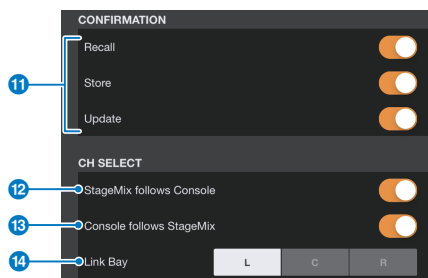 CONFIRMATION
Recall
11
Store
Update
CH SELECT
12 StageMix follows Console
13 Console follows StageMix
14 Link Bay L C R